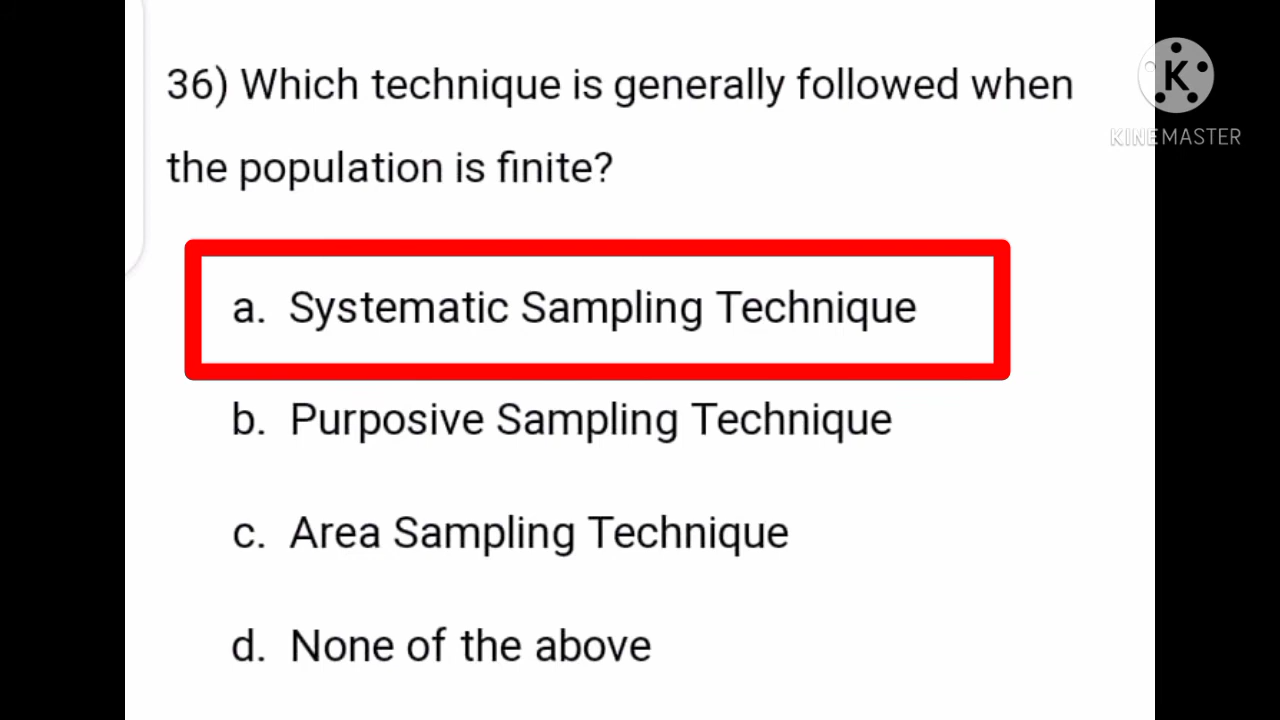 36) Which technique is generally followed when
the population is finite?
a. Systematic Sampling Technique
b. Purposive Sampling Technique
c. Area Sampling Technique
d. None of the above
K
KINEMASTER